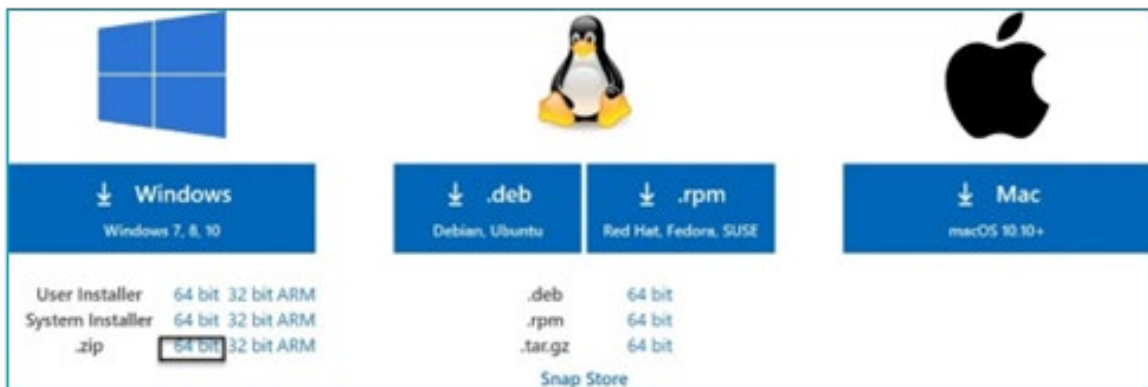 Windows
Windows 7, 8, 10
User Installer 64 bit 32 bit ARM
System Installer 64 bit 32 bit ARM
.zip 64 bit 32 bit ARM
.deb
Debian, Ubuntu
.rpm
Red Hat, Fedora, SUSE
.deb 64 bit
.rpm 64 bit
.tar.gz 64 bit
Snap Store
Mac
macOS 10.10+